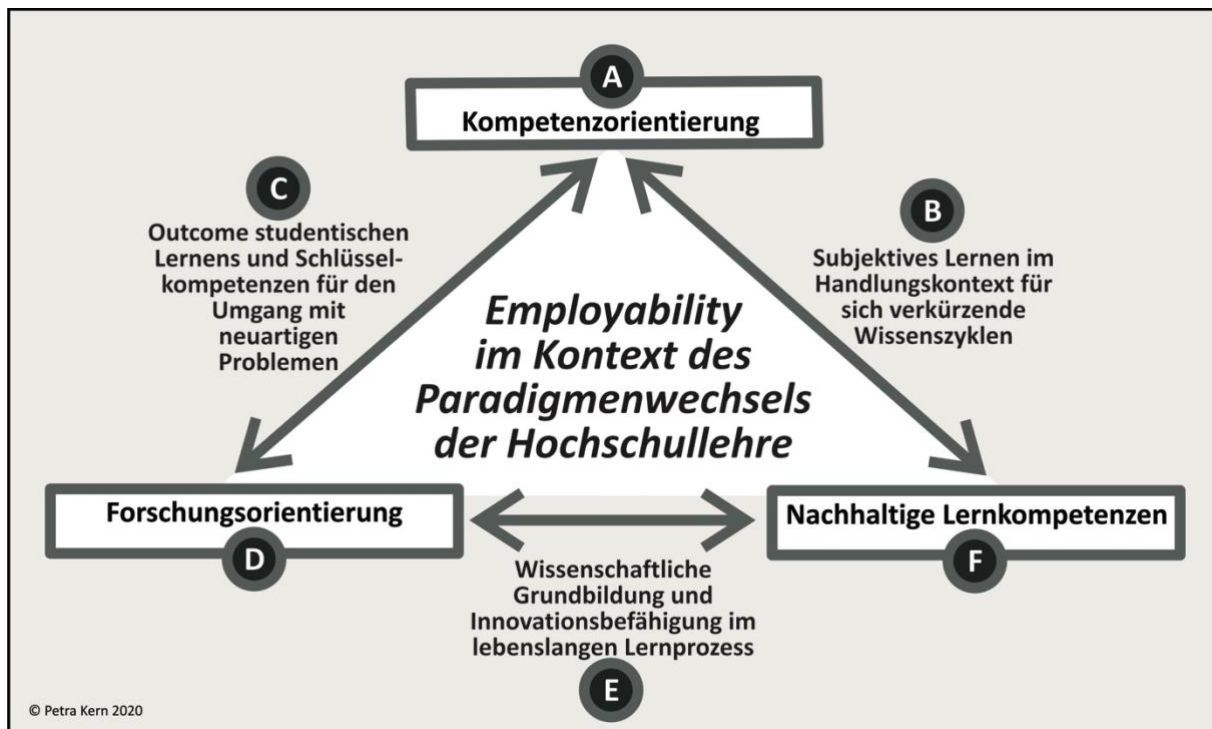 A
Kompetenzorientierung
C
Outcome studentischen
Lernens und Schlüssel-
kompetenzen für den
Umgang mit
neuartigen
Problemen
B
Subjektives Lernen im
Handlungskontext für
sich verkürzende
Wissenszyklen
Employability
im Kontext des
Paradigmenwechsels
der Hochschullehre
Forschungsorientierung
D
Nachhaltige Lernkompetenzen
F
Wissenschaftliche
Grundbildung und
Innovationsbefähigung im
lebenslangen Lernprozess
E
© Petra Kern 2020